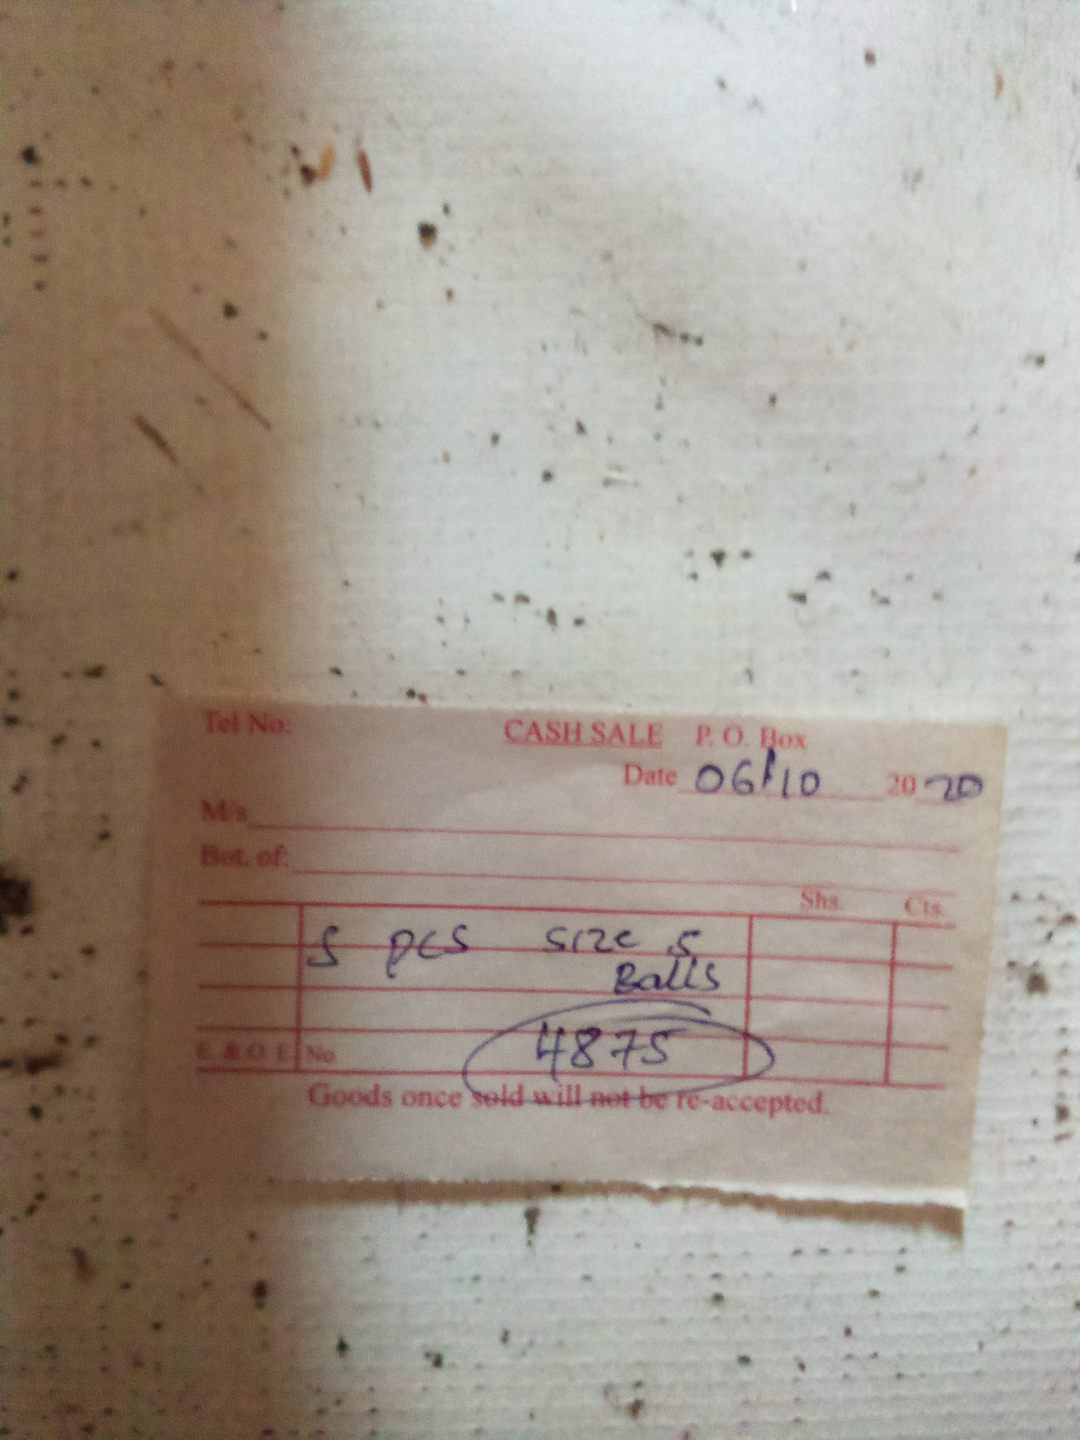 Tel No:
CASH SALE P. O. Box
Date 06/10 2020
M/s
Bot. of:
Shs. Cts.
5 pcs size 5
Balls
4875
E. & O. E. No
Goods once sold will not be re-accepted.